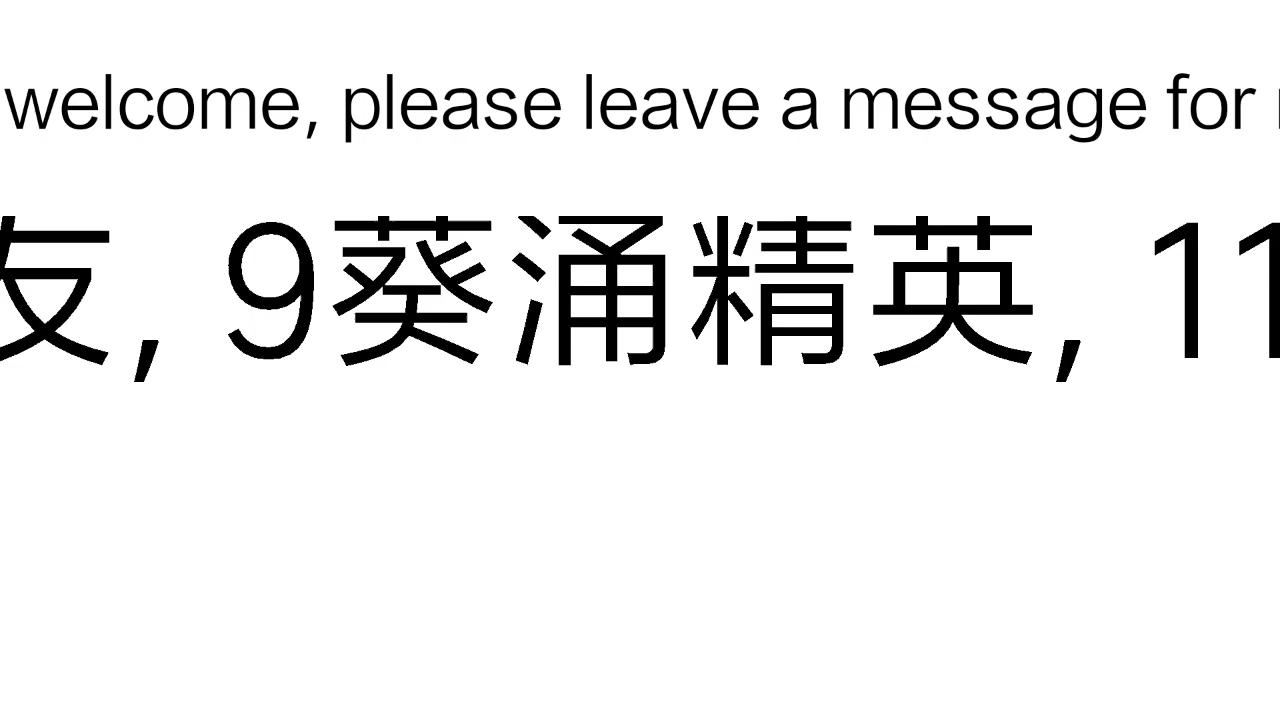 welcome, please leave a message for
友, 9葵涌精英, 11